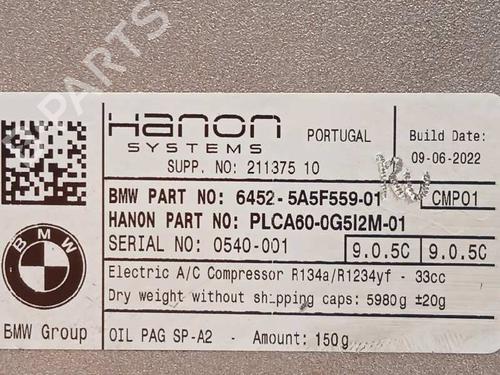 PARTS
Hanon
SYSTEMS
PORTUGAL
Build Date:
09-06-2022
SUPP. NO: 211375 10
BMW PART NO: 6452-5A5F559-01
CMP01
HANON PART NO: PLCA60-0G5I2M-01
SERIAL NO: 0540-001
9.0.5C
9.0.5C
Electric A/C Compressor R134a/R1234yf - 33cc
Dry weight without shipping caps: 5980g ±20g
BMW
BMW Group
OIL PAG SP-A2 - Amount: 150g